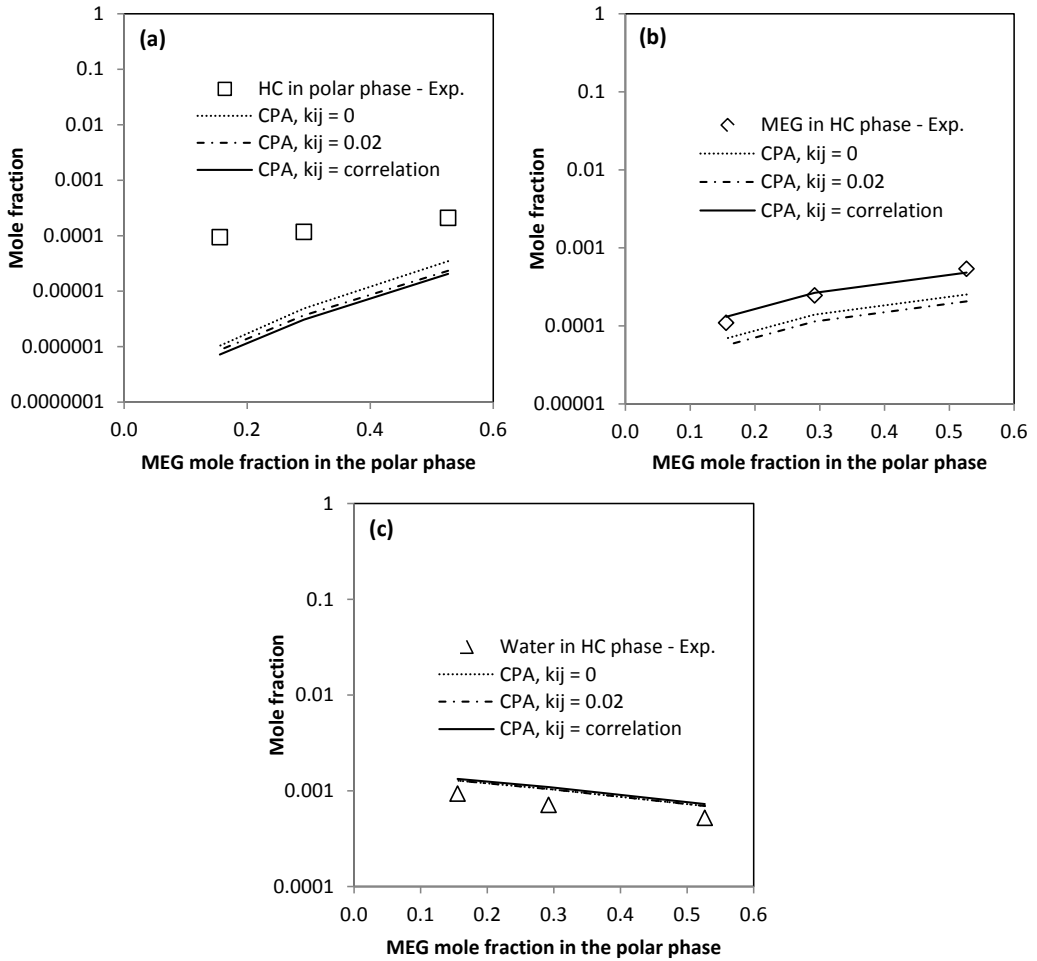 (a)
Mole fraction
1
0.1
0.01
0.001
0.0001
0.00001
0.000001
0.0000001
HC in polar phase - Exp.
CPA, kij = 0
CPA, kij = 0.02
CPA, kij = correlation
0.0 0.2 0.4 0.6
MEG mole fraction in the polar phase
(b)
Mole fraction
1
0.1
0.01
0.001
0.0001
0.00001
MEG in HC phase - Exp.
CPA, kij = 0
CPA, kij = 0.02
CPA, kij = correlation
0.0 0.1 0.2 0.3 0.4 0.5 0.6
MEG mole fraction in the polar phase
(c)
Mole fraction
1
0.1
0.01
0.001
0.0001
Water in HC phase - Exp.
CPA, kij = 0
CPA, kij = 0.02
CPA, kij = correlation
0.0 0.1 0.2 0.3 0.4 0.5 0.6
MEG mole fraction in the polar phase